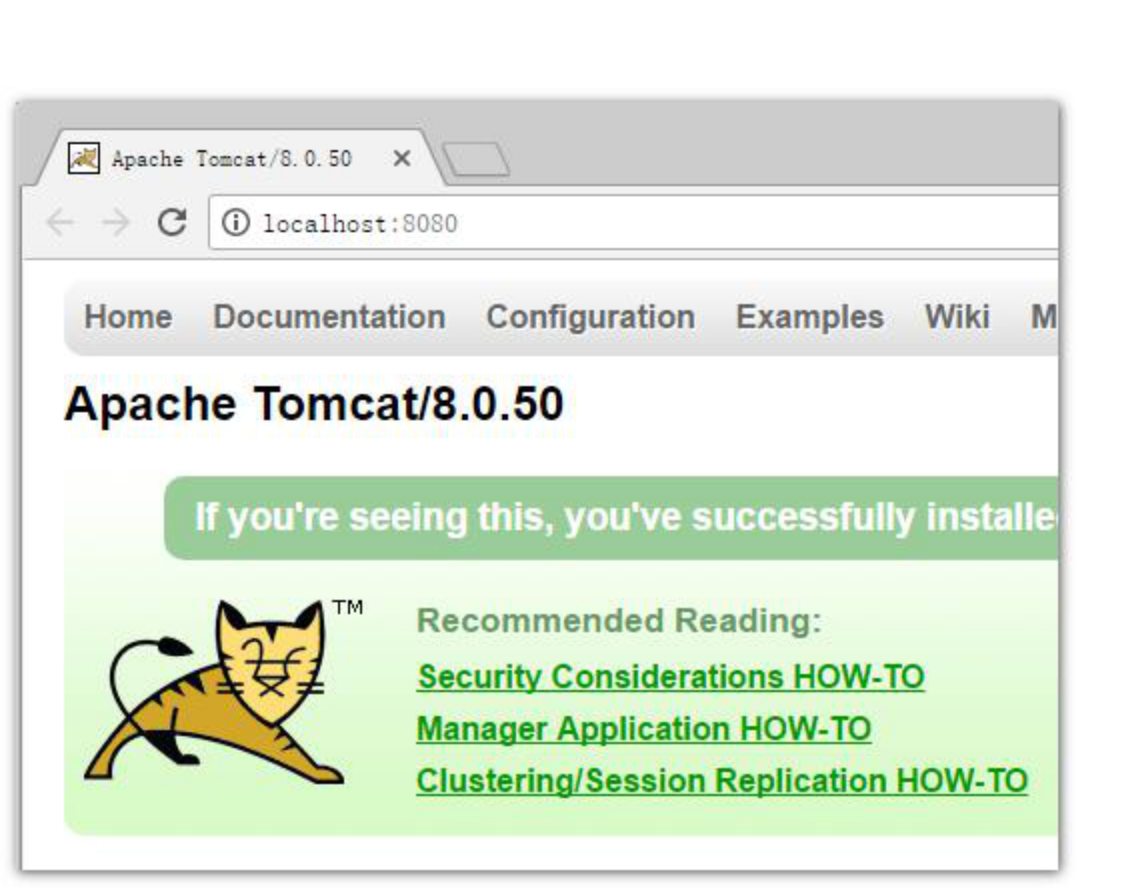 Apache Tomcat/8.0.50
localhost:8080
Home Documentation Configuration Examples Wiki M
Apache Tomcat/8.0.50
If you're seeing this, you've successfully installe
TM
Recommended Reading:
Security Considerations HOW-TO
Manager Application HOW-TO
Clustering/Session Replication HOW-TO